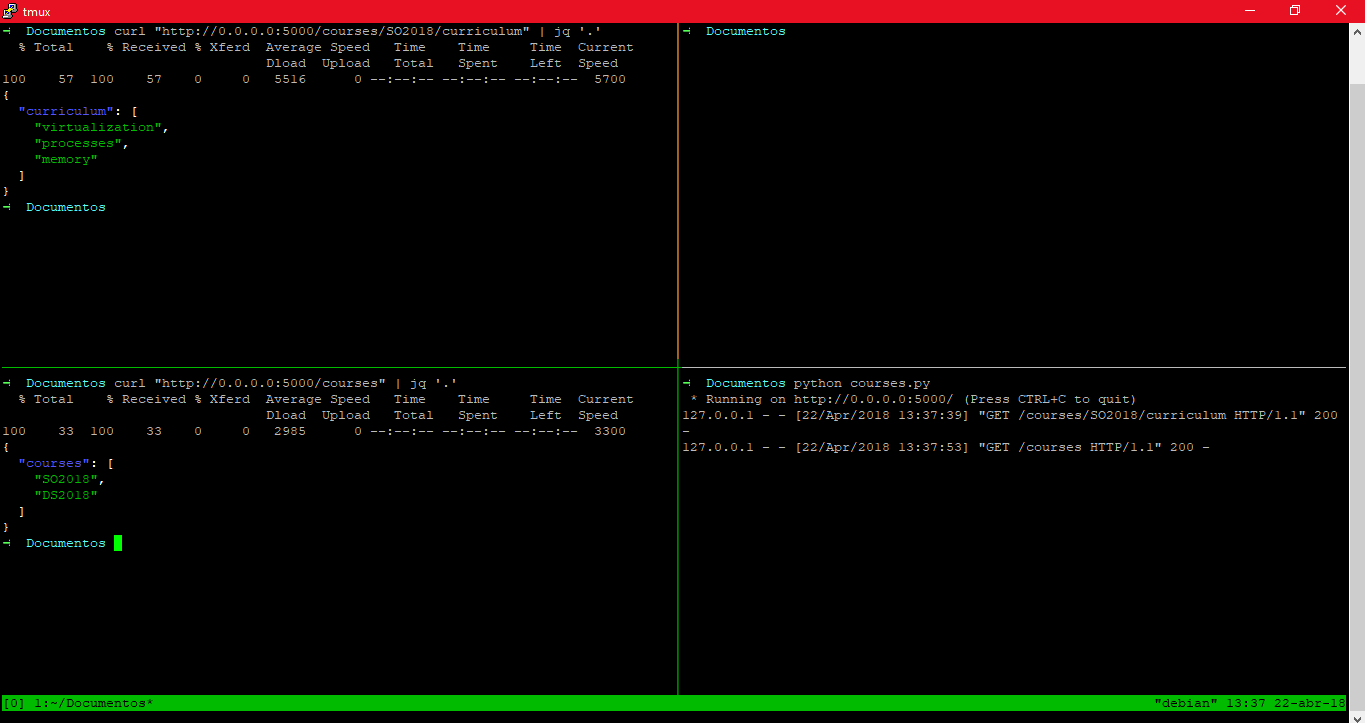 tmux
Documentos curl "http://0.0.0.0:5000/courses/SO2018/curriculum" | jq '.'
% Total % Received % Xferd Average Speed Time Time Time Current
Dload Upload Total Spent Left Speed
100 57 100 57 0 0 5516 0 --:--:-- --:--:-- --:--:-- 5700
{
"curriculum": [
"virtualization",
"processes",
"memory"
]
}
Documentos
Documentos
Documentos curl "http://0.0.0.0:5000/courses" | jq '.'
% Total % Received % Xferd Average Speed Time Time Time Current
Dload Upload Total Spent Left Speed
100 33 100 33 0 0 2985 0 --:--:-- --:--:-- --:--:-- 3300
{
"courses": [
"SO2018",
"DS2018"
]
}
Documentos
Documentos python courses.py
* Running on http://0.0.0.0:5000/ (Press CTRL+C to quit)
127.0.0.1 - - [22/Apr/2018 13:37:39] "GET /courses/SO2018/curriculum HTTP/1.1" 200
-
127.0.0.1 - - [22/Apr/2018 13:37:53] "GET /courses HTTP/1.1" 200 -
[0] 1:~/Documentos* "debian" 13:37 22-abr-18